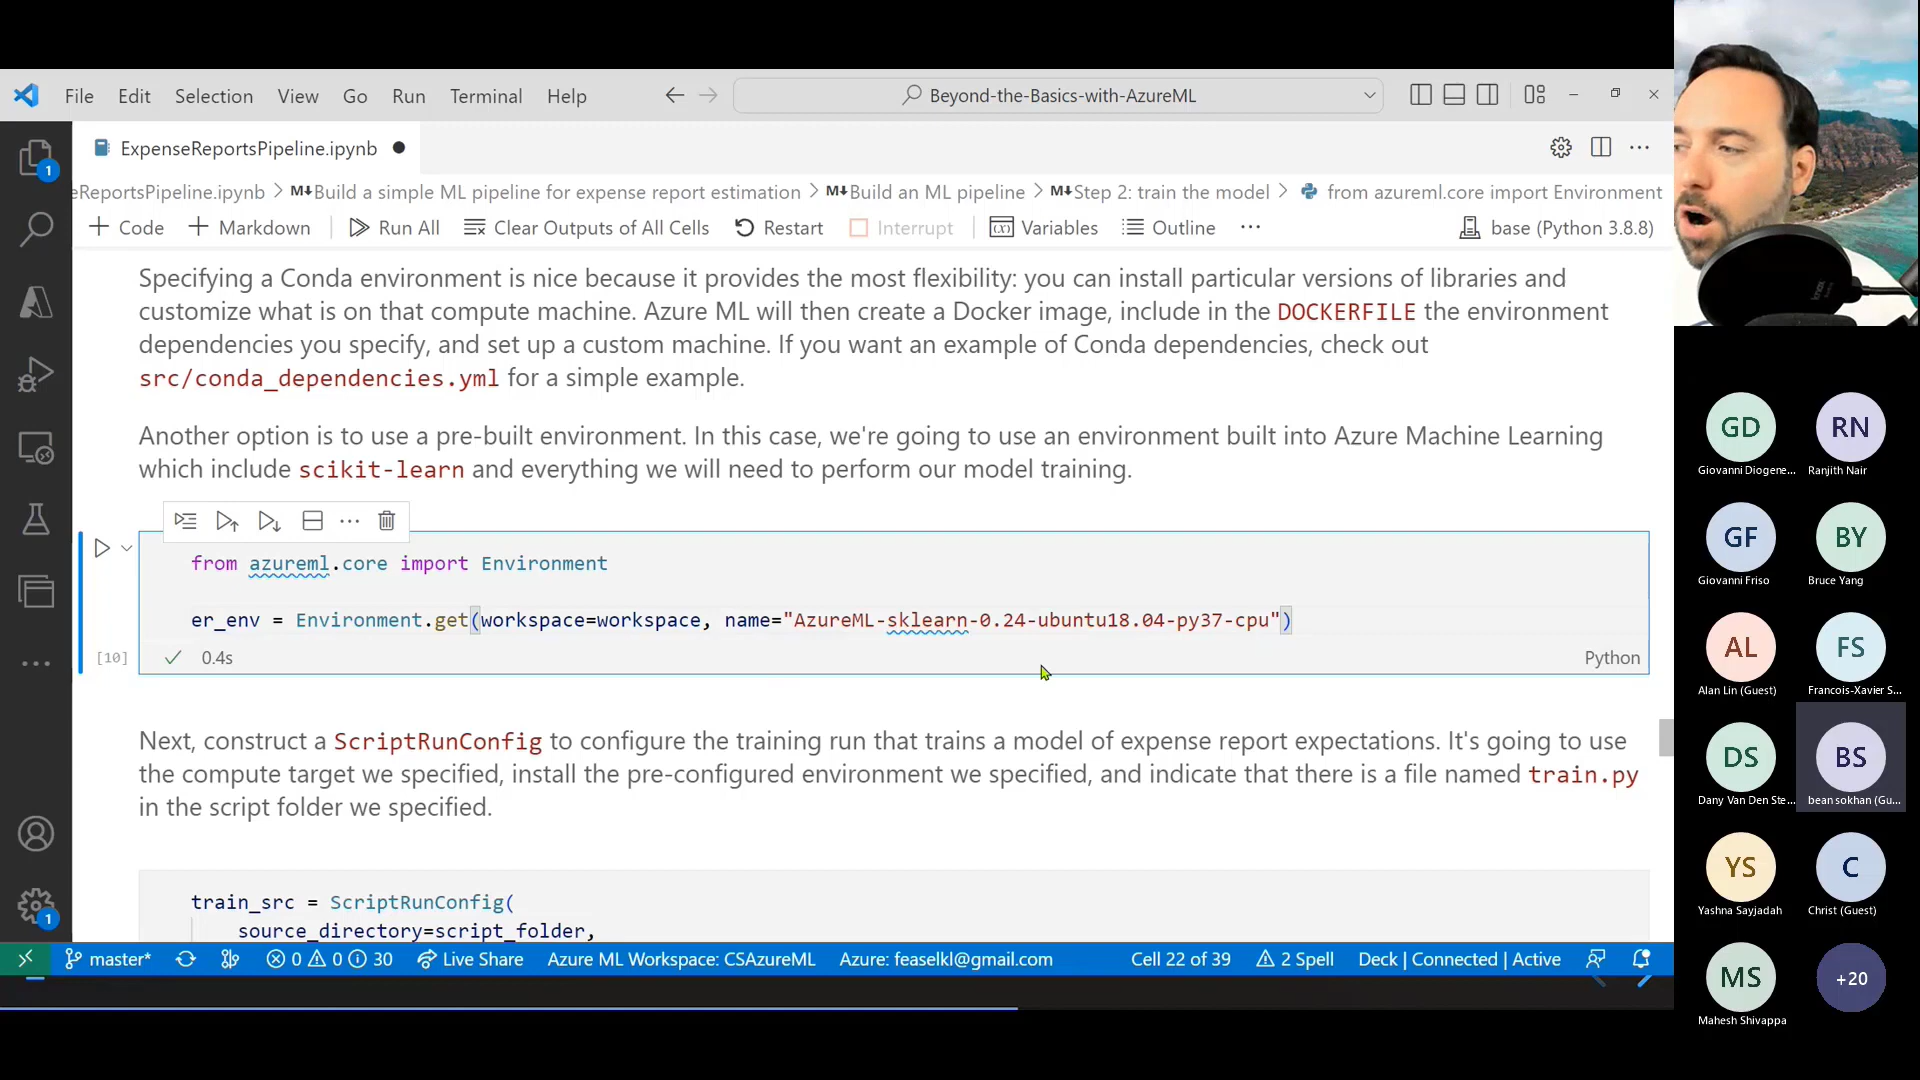 File Edit Selection View Go Run Terminal Help
Beyond-the-Basics-with-AzureML
ExpenseReportsPipeline.ipynb
eReportsPipeline.ipynb > M↓Build a simple ML pipeline for expense report estimation > M↓Build an ML pipeline > M↓Step 2: train the model > from azureml.core import Environment
+ Code + Markdown Run All Clear Outputs of All Cells Restart Interrupt Variables Outline ··· base (Python 3.8.8)
Specifying a Conda environment is nice because it provides the most flexibility: you can install particular versions of libraries and
customize what is on that compute machine. Azure ML will then create a Docker image, include in the DOCKERFILE the environment
dependencies you specify, and set up a custom machine. If you want an example of Conda dependencies, check out
src/conda_dependencies.yml for a simple example.
Another option is to use a pre-built environment. In this case, we're going to use an environment built into Azure Machine Learning
which include scikit-learn and everything we will need to perform our model training.
from azureml.core import Environment
er_env = Environment.get(workspace=workspace, name="AzureML-sklearn-0.24-ubuntu18.04-py37-cpu")
[10] 0.4s Python
Next, construct a ScriptRunConfig to configure the training run that trains a model of expense report expectations. It's going to use
the compute target we specified, install the pre-configured environment we specified, and indicate that there is a file named train.py
in the script folder we specified.
train_src = ScriptRunConfig(
source_directory=script_folder,
master* 0 0 30 Live Share Azure ML Workspace: CSAzureML Azure: feaselkl@gmail.com Cell 22 of 39 2 Spell Deck | Connected | Active
1
1
GD RN
Giovanni Diogene... Ranjith Nair
GF BY
Giovanni Friso Bruce Yang
AL FS
Alan Lin (Guest) Francois-Xavier S...
DS BS
Dany Van Den Ste... bean sokhan (Gu...
YS C
Yashna Sayjadah Christ (Guest)
MS +20
Mahesh Shivappa